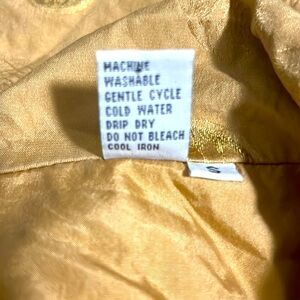 MACHINE
WASHABLE
GENTLE CYCLE
COLD WATER
DRIP DRY
DO NOT BLEACH
COOL IRON
S